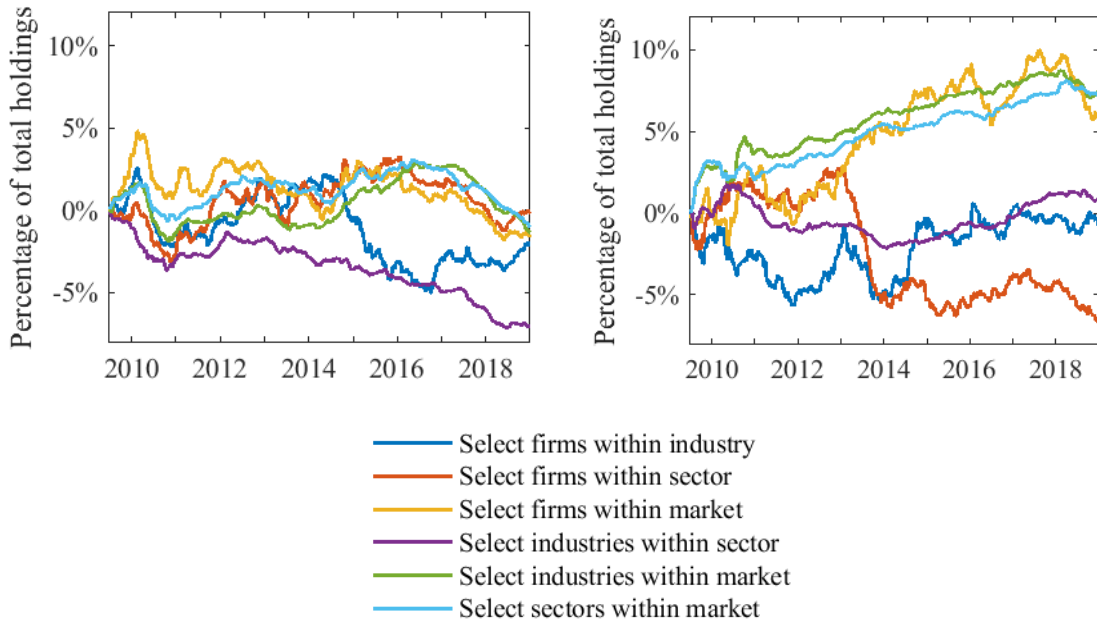 Percentage of total holdings
10%
5%
0%
-5%
2010 2012 2014 2016 2018
Percentage of total holdings
10%
5%
0%
-5%
2010 2012 2014 2016 2018
Select firms within industry
Select firms within sector
Select firms within market
Select industries within sector
Select industries within market
Select sectors within market